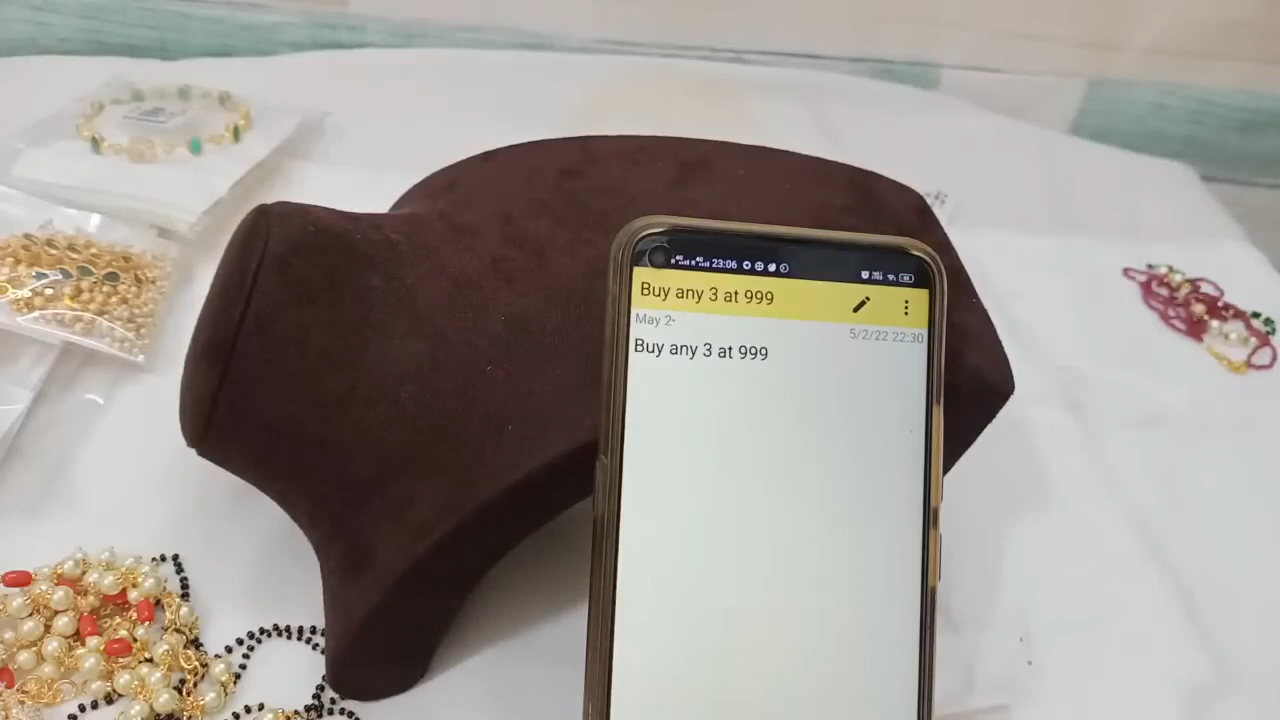 23:06
Buy any 3 at 999
May 2-
5/2/22 22:30
Buy any 3 at 999